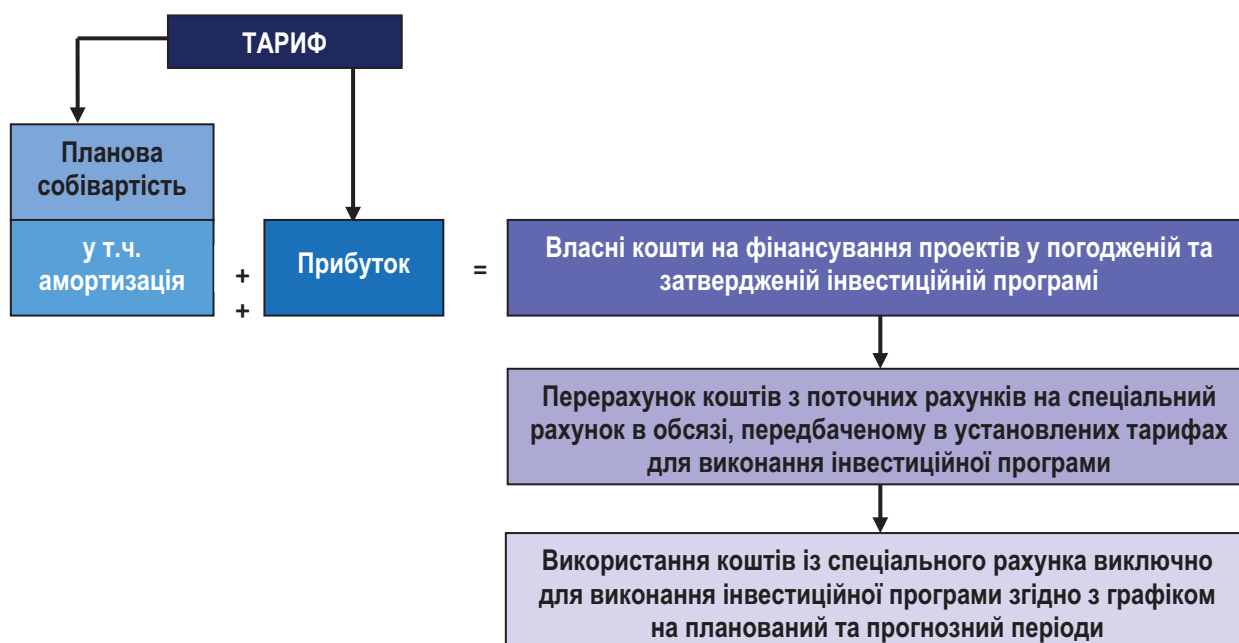 ТАРИФ
Планова
собівартість
у т.ч.
амортизація
+
+
Прибуток
=
Власні кошти на фінансування проектів у погодженій та
затвердженій інвестиційній програмі
Перерахунок коштів з поточних рахунків на спеціальний
рахунок в обсязі, передбаченому в установлених тарифах
для виконання інвестиційної програми
Використання коштів із спеціального рахунка виключно
для виконання інвестиційної програми згідно з графіком
на планований та прогнозний періоди